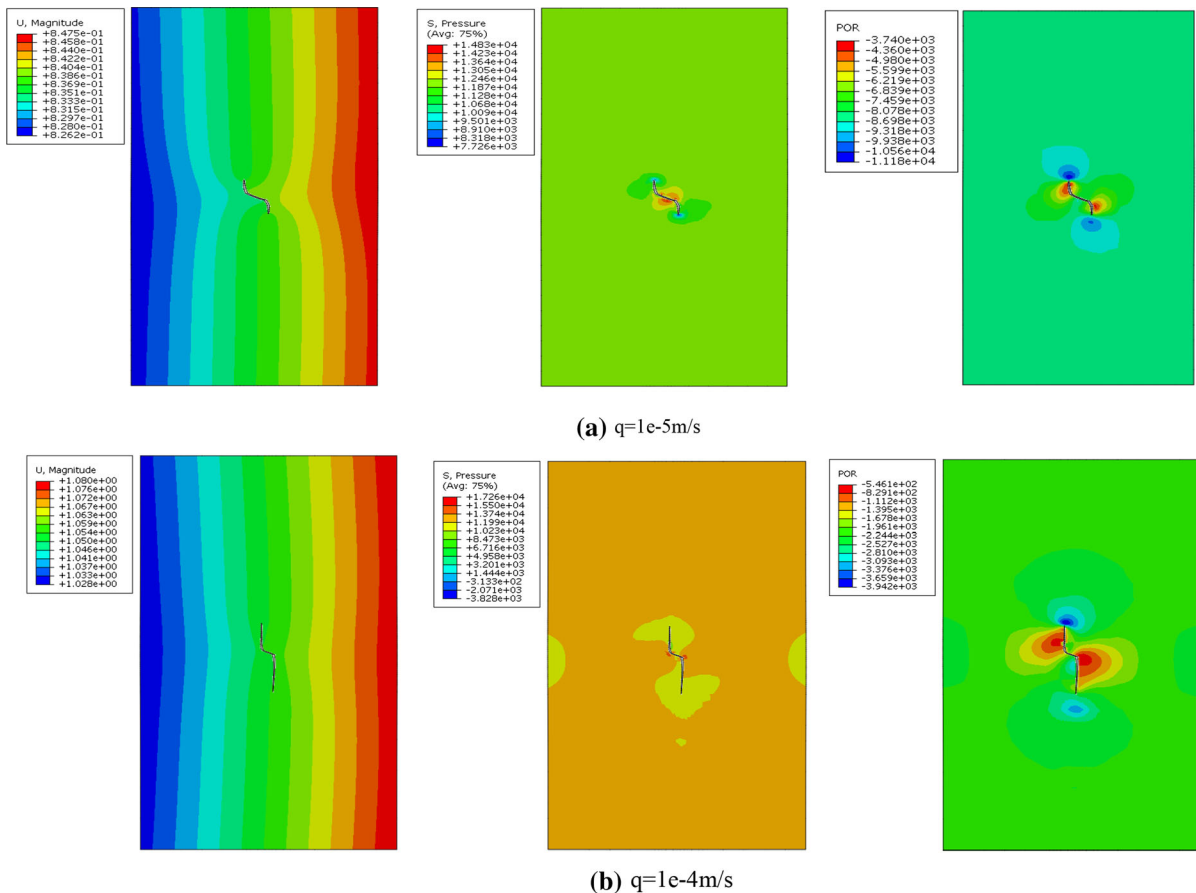 U, Magnitude
+8.475e-01
+8.458e-01
+8.440e-01
+8.422e-01
+8.404e-01
+8.386e-01
+8.369e-01
+8.351e-01
+8.333e-01
+8.315e-01
+8.297e-01
+8.280e-01
+8.262e-01
S, Pressure
(Avg: 75%)
+1.483e+04
+1.423e+04
+1.364e+04
+1.305e+04
+1.246e+04
+1.187e+04
+1.128e+04
+1.068e+04
+1.009e+04
+9.501e+03
+8.910e+03
+8.318e+03
+7.726e+03
POR
-3.740e+03
-4.360e+03
-4.980e+03
-5.599e+03
-6.219e+03
-6.839e+03
-7.459e+03
-8.078e+03
-8.698e+03
-9.318e+03
-9.938e+03
-1.056e+04
-1.118e+04
(a) q=1e-5m/s
U, Magnitude
+1.080e+00
+1.076e+00
+1.072e+00
+1.067e+00
+1.063e+00
+1.059e+00
+1.054e+00
+1.050e+00
+1.046e+00
+1.041e+00
+1.037e+00
+1.033e+00
+1.028e+00
S, Pressure
(Avg: 75%)
+1.726e+04
+1.550e+04
+1.374e+04
+1.199e+04
+1.023e+04
+8.473e+03
+6.716e+03
+4.958e+03
+3.201e+03
+1.444e+03
-3.133e+02
-2.071e+03
-3.828e+03
POR
-5.461e+02
-8.291e+02
-1.112e+03
-1.395e+03
-1.678e+03
-1.961e+03
-2.244e+03
-2.527e+03
-2.810e+03
-3.093e+03
-3.376e+03
-3.659e+03
-3.942e+03
(b) q=1e-4m/s